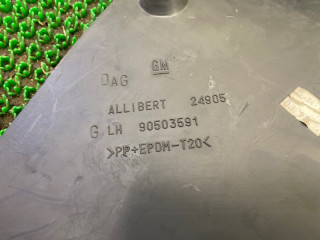 DAG GM
ALLIBERT 24905
G LH 90503591
>PP+EPDM-T20<